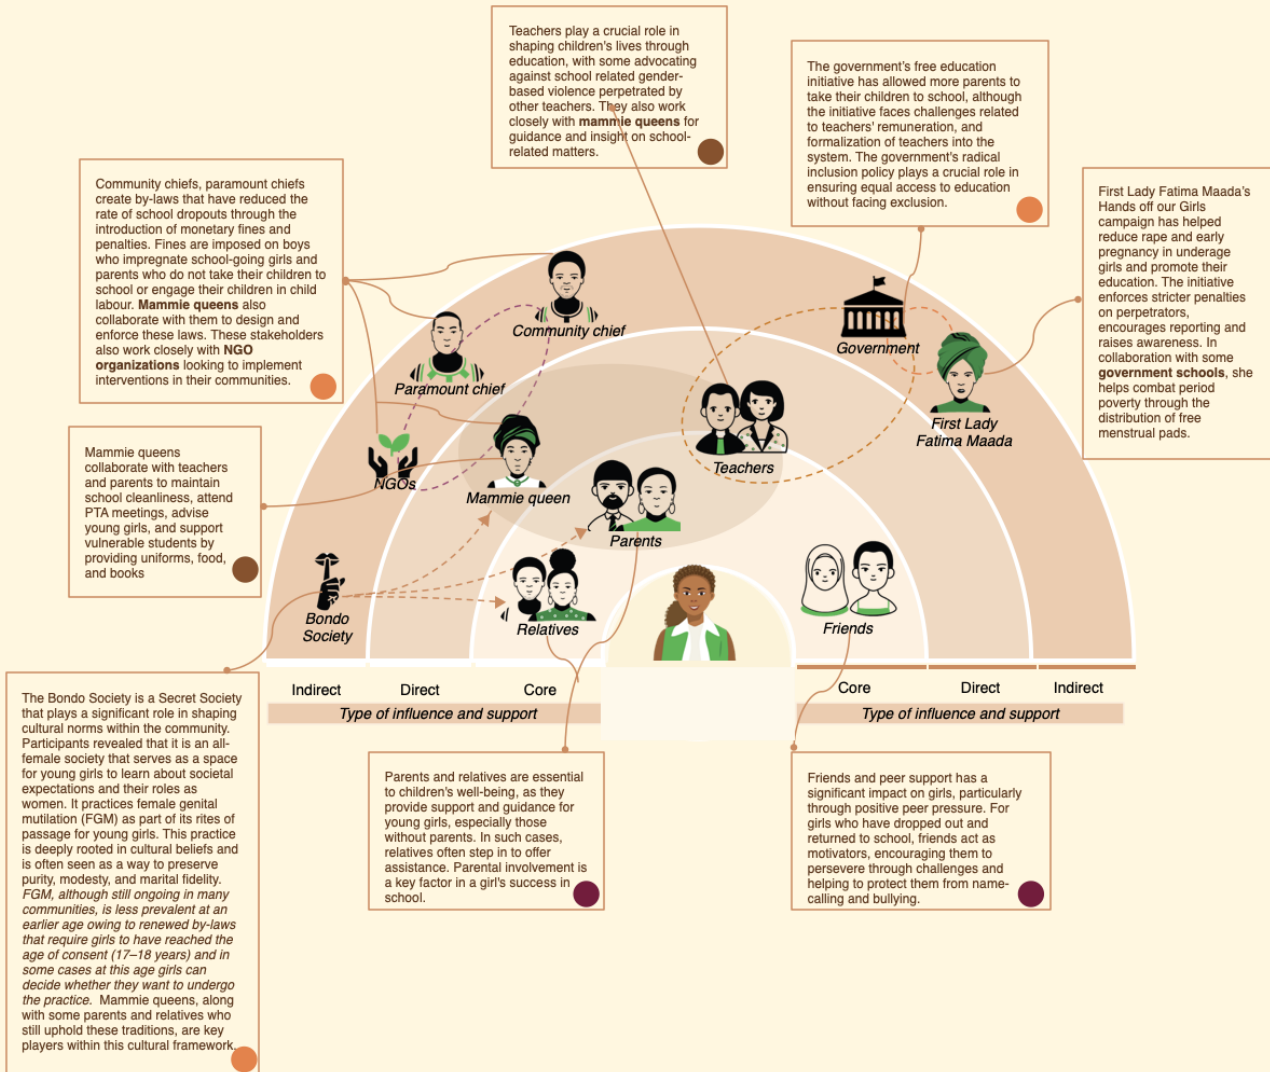 Teachers play a crucial role in
shaping children's lives through
education, with some advocating
against school related gender-
based violence perpetrated by
other teachers. They also work
closely with mammie queens for
guidance and insight on school-
related matters.
The government's free education
initiative has allowed more parents to
take their children to school, although
the initiative faces challenges related
to teachers' remuneration, and
formalization of teachers into the
system. The government's radical
inclusion policy plays a crucial role in
ensuring equal access to education
without facing exclusion.
Community chiefs, paramount chiefs
create by-laws that have reduced the
rate of school dropouts through the
introduction of monetary fines and
penalties. Fines are imposed on boys
who impregnate school-going girls and
parents who do not take their children to
school or engage their children in child
labour. Mammie queens also
collaborate with them to design and
enforce these laws. These stakeholders
also work closely with NGO
organizations looking to implement
interventions in their communities.
First Lady Fatima Maada's
Hands off our Girls
campaign has helped
reduce rape and early
pregnancy in underage
girls and promote their
education. The initiative
enforces stricter penalties
on perpetrators,
encourages reporting and
raises awareness. In
collaboration with some
government schools, she
helps combat period
poverty through the
distribution of free
menstrual pads.
Community chief
Government
Paramount chief
First Lady
Fatima Maada
Teachers
NGOs
Mammie queen
Parents
Mammie queens
collaborate with teachers
and parents to maintain
school cleanliness, attend
PTA meetings, advise
young girls, and support
vulnerable students by
providing uniforms, food,
and books
Bondo
Society
Relatives
Friends
Indirect
Direct
Core
Core
Direct
Indirect
Type of influence and support
Type of influence and support
The Bondo Society is a Secret Society
that plays a significant role in shaping
cultural norms within the community.
Participants revealed that it is an all-
female society that serves as a space
for young girls to learn about societal
expectations and their roles as
women. It practices female genital
mutilation (FGM) as part of its rites of
passage for young girls. This practice
is deeply rooted in cultural beliefs and
is often seen as a way to preserve
purity, modesty, and marital fidelity.
FGM, although still ongoing in many
communities, is less prevalent at an
earlier age owing to renewed by-laws
that require girls to have reached the
age of consent (17–18 years) and in
some cases at this age girls can
decide whether they want to undergo
the practice. Mammie queens, along
with some parents and relatives who
still uphold these traditions, are key
players within this cultural framework.
Parents and relatives are essential
to children's well-being, as they
provide support and guidance for
young girls, especially those
without parents. In such cases,
relatives often step in to offer
assistance. Parental involvement is
a key factor in a girl's success in
school.
Friends and peer support has a
significant impact on girls, particularly
through positive peer pressure. For
girls who have dropped out and
returned to school, friends act as
motivators, encouraging them to
persevere through challenges and
helping to protect them from name-
calling and bullying.